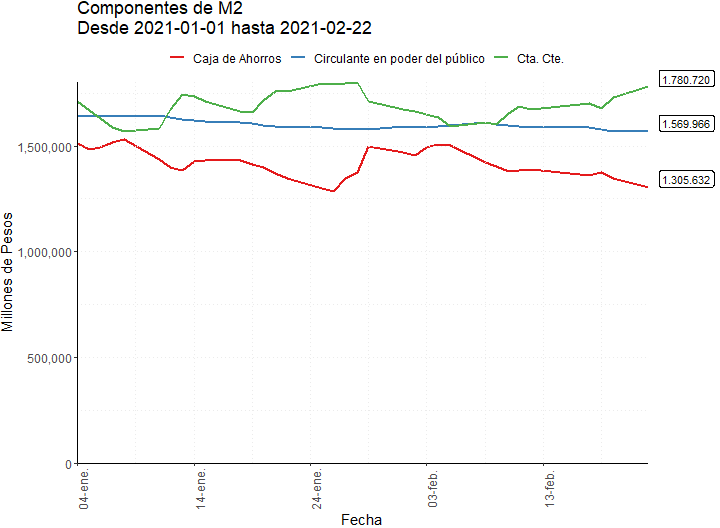 Componentes de M2
Desde 2021-01-01 hasta 2021-02-22
Caja de Ahorros Circulante en poder del público Cta. Cte.
1.780.720
1.569.966
1.305.632
Millones de Pesos
1,500,000
1,000,000
500,000
0
04-ene.
14-ene.
24-ene.
03-feb.
13-feb.
Fecha